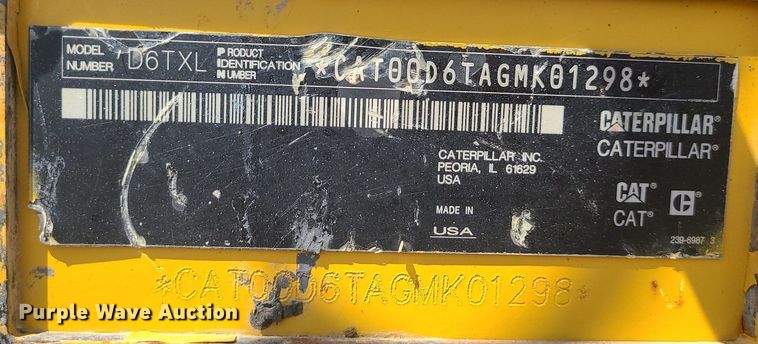 MODEL NUMBER D6TXL PRODUCT IDENTIFICATION NUMBER *CAT00D6TAGMK01298*
CATERPILLAR
CATERPILLAR
CATERPILLAR INC.
PEORIA, IL 61629
USA
MADE IN
USA
CAT
CAT®
C
239-6987 3
*CAT00D6TAGMK01298*
Purple Wave Auction